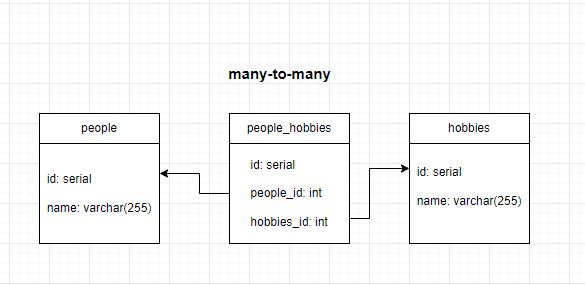 many-to-many
people
id: serial
name: varchar(255)
people_hobbies
id: serial
people_id: int
hobbies_id: int
hobbies
id: serial
name: varchar(255)